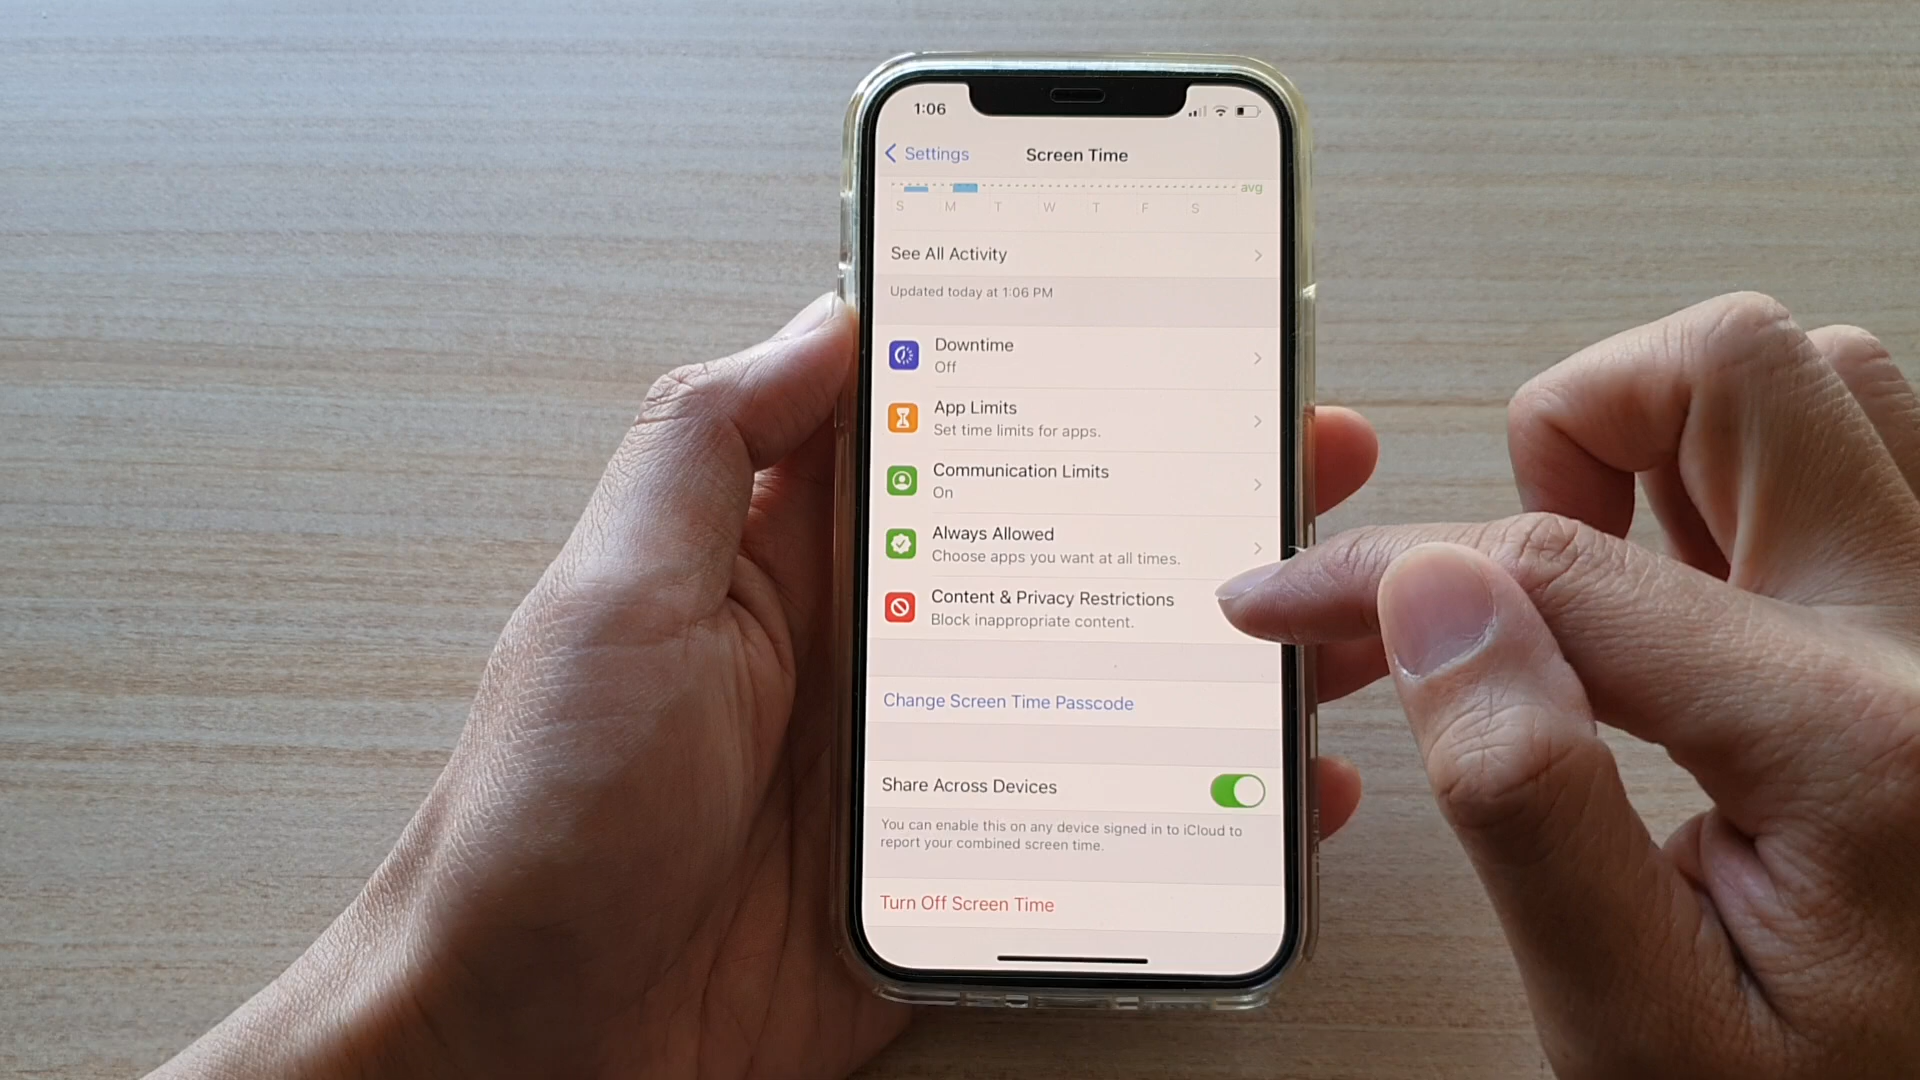 1:06
Settings
Screen Time
avg
S M T W T F S
See All Activity
Updated today at 1:06 PM
Downtime
Off
App Limits
Set time limits for apps.
Communication Limits
On
Always Allowed
Choose apps you want at all times.
Content & Privacy Restrictions
Block inappropriate content.
Change Screen Time Passcode
Share Across Devices
You can enable this on any device signed in to iCloud to
report your combined screen time.
Turn Off Screen Time